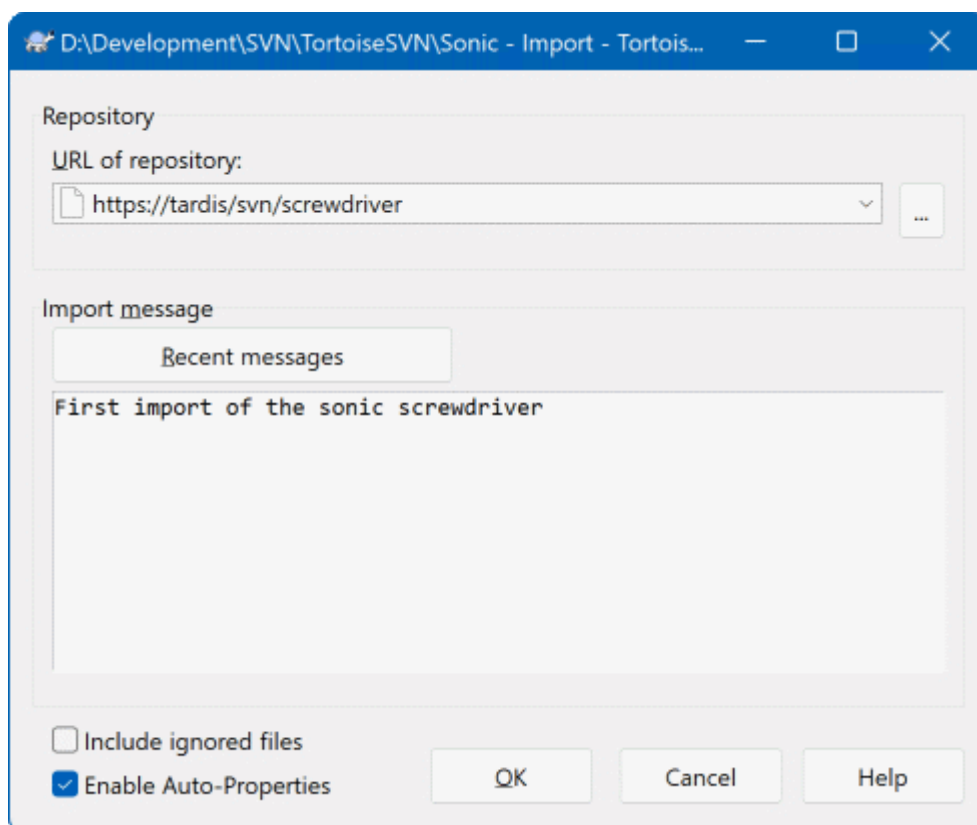 D:\Development\SVN\TortoiseSVN\Sonic - Import - Tortois...
Repository
URL of repository:
https://tardis/svn/screwdriver
...
Import message
Recent messages
First import of the sonic screwdriver
Include ignored files
Enable Auto-Properties
OK
Cancel
Help